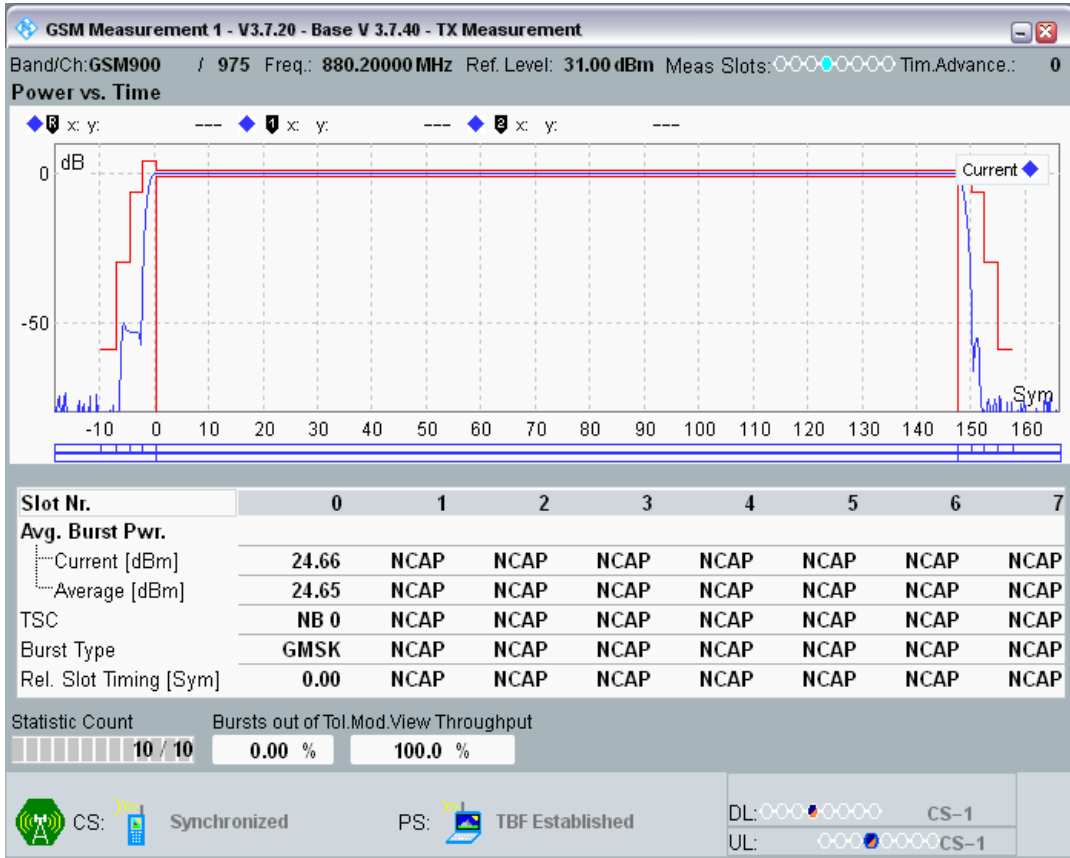 GSM Measurement 1 - V3.7.20 - Base V 3.7.40 - TX Measurement
Band/Ch:GSM900 / 975 Freq.: 880.20000 MHz Ref. Level: 31.00 dBm Meas Slots: Tim.Advance.: 0
Power vs. Time
R x: y: --- 1 x: y: --- 2 x: y: ---
dB
Current
0
-50
Sym
-10 0 10 20 30 40 50 60 70 80 90 100 110 120 130 140 150 160
Slot Nr. 0 1 2 3 4 5 6 7
Avg. Burst Pwr.
Current [dBm] 24.66 NCAP NCAP NCAP NCAP NCAP NCAP NCAP
Average [dBm] 24.65 NCAP NCAP NCAP NCAP NCAP NCAP NCAP
TSC NB 0 NCAP NCAP NCAP NCAP NCAP NCAP NCAP
Burst Type GMSK NCAP NCAP NCAP NCAP NCAP NCAP NCAP
Rel. Slot Timing [Sym] 0.00 NCAP NCAP NCAP NCAP NCAP NCAP NCAP
Statistic Count Bursts out of Tol.Mod.View Throughput
10 / 10 0.00 % 100.0 %
CS: Synchronized PS: TBF Established
DL: CS-1
UL: CS-1